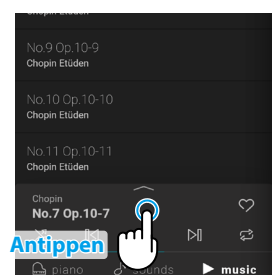 Chopin Etüden
No.9 Op.10-9
Chopin Etüden
No.10 Op.10-10
Chopin Etüden
No.11 Op.10-11
Chopin Etüden
Chopin
No.7 Op.10-7
Antippen
piano
sounds
music